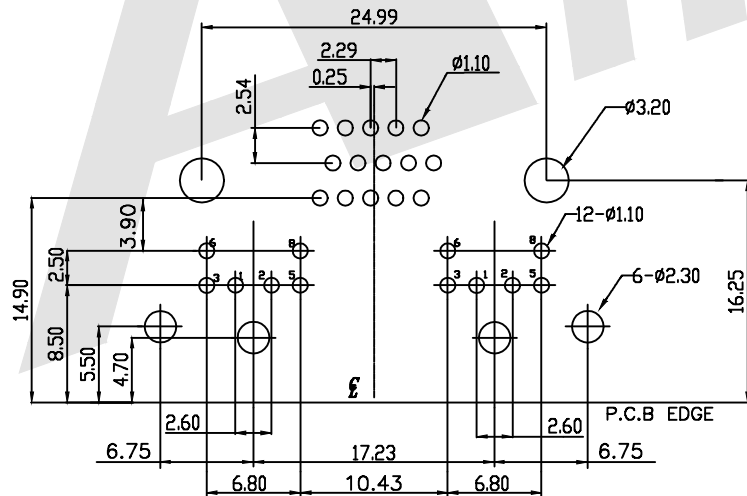 24.99
2.29
0.25
ø1.10
2.54
ø3.20
3.90
12-ø1.10
6 8 6 8
2.50
3 1 2 5 3 1 2 5
14.90
8.50
5.50
4.70
6-ø2.30
16.25
P.C.B EDGE
2.60 2.60
6.75 17.23 6.75
6.80 10.43 6.80